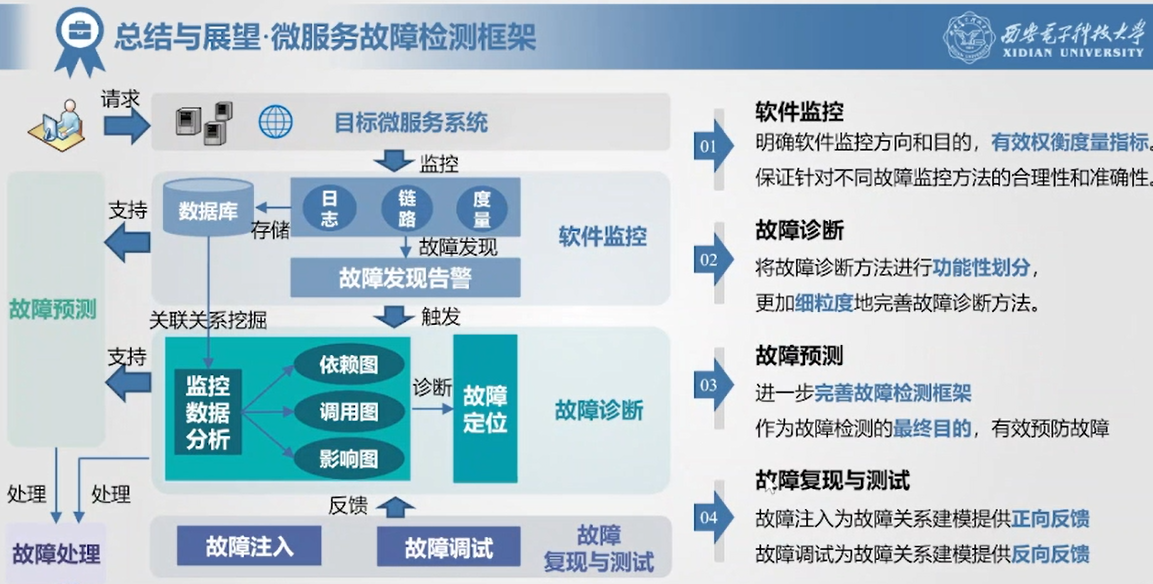 总结与展望·微服务故障检测框架
西安电子科技大学
XIDIAN UNIVERSITY
请求
目标微服务系统
监控
数据库
存储
日志
链路
度量
支持
故障发现
故障发现告警
软件监控
故障预测
关联关系挖掘
触发
支持
监控
数据
分析
依赖图
调用图
影响图
诊断
故障
定位
故障诊断
处理
处理
反馈
故障处理
故障注入
故障调试
故障
复现与测试
01
软件监控
明确软件监控方向和目的，有效权衡度量指标。
保证针对不同故障监控方法的合理性和准确性。
02
故障诊断
将故障诊断方法进行功能性划分，
更加细粒度地完善故障诊断方法。
03
故障预测
进一步完善故障检测框架
作为故障检测的最终目的，有效预防故障
04
故障复现与测试
故障注入为故障关系建模提供正向反馈
故障调试为故障关系建模提供反向反馈